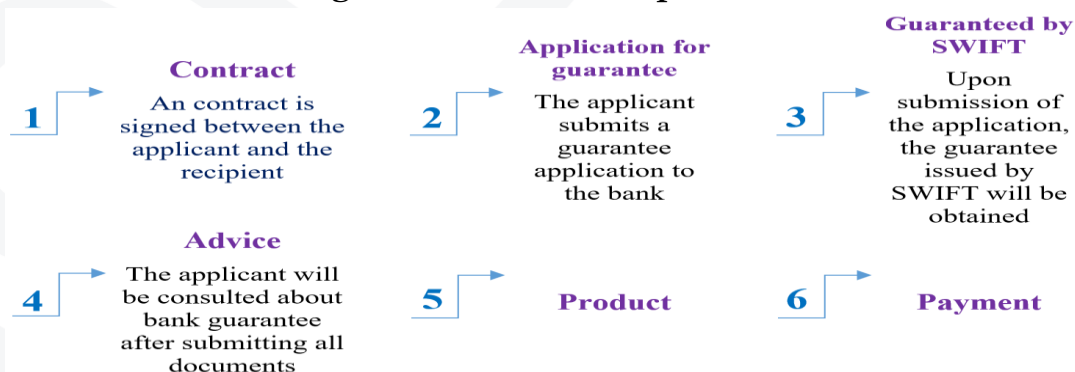 1
Contract
An contract is
signed between the
applicant and the
recipient
2
Application for
guarantee
The applicant
submits a
guarantee
application to
the bank
3
Guaranteed by
SWIFT
Upon
submission of
the application,
the guarantee
issued by
SWIFT will be
obtained
4
Advice
The applicant will
be consulted about
bank guarantee
after submitting all
documents
5
Product
6
Payment